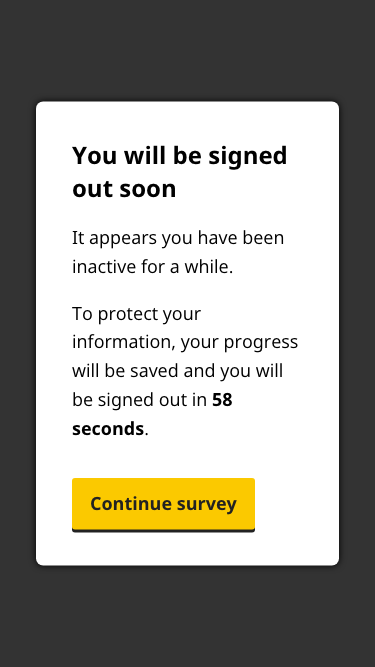 You will be signed
out soon
It appears you have been
inactive for a while.
To protect your
information, your progress
will be saved and you will
be signed out in 58
seconds.
Continue survey